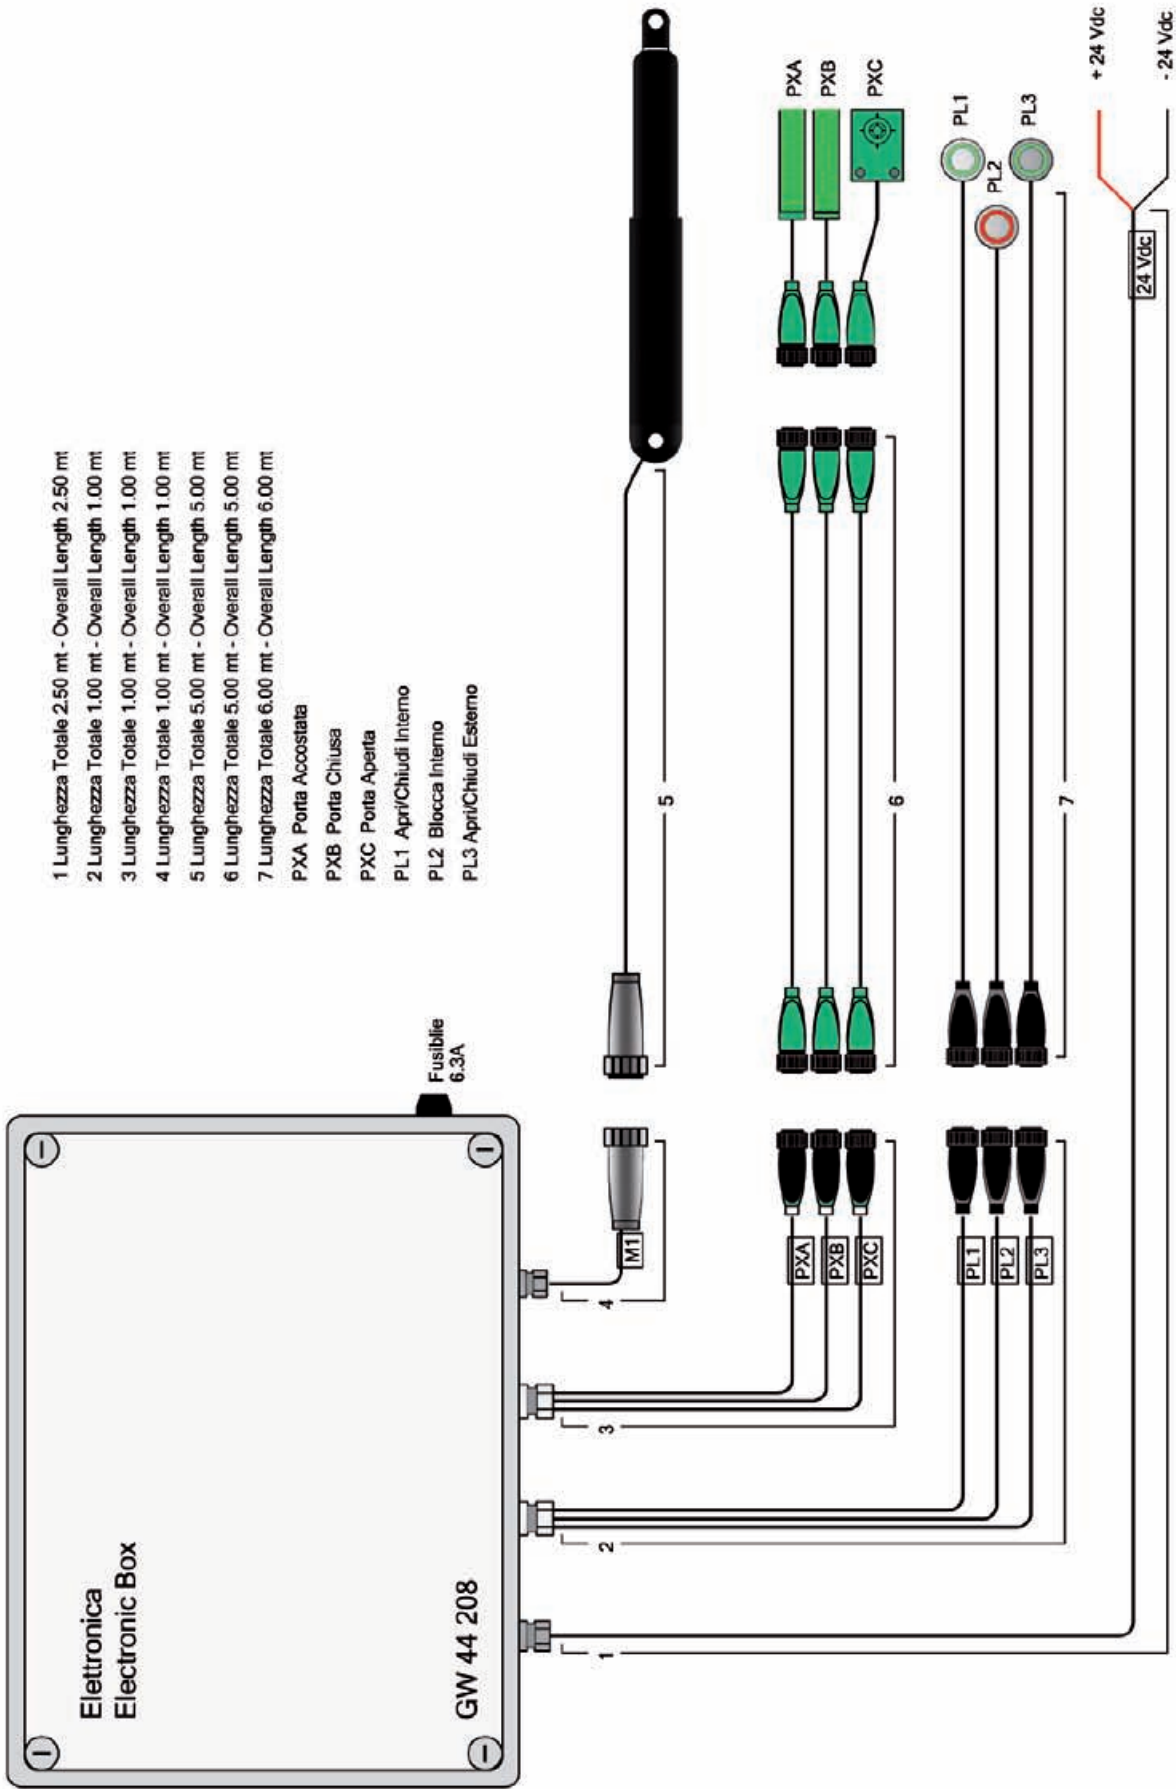 Elettronica
Electronic Box
GW 44 208
Fusiblie
6.3A
1 Lunghezza Totale 2.50 mt - Overall Length 2.50 mt
2 Lunghezza Totale 1.00 mt - Overall Length 1.00 mt
3 Lunghezza Totale 1.00 mt - Overall Length 1.00 mt
4 Lunghezza Totale 1.00 mt - Overall Length 1.00 mt
5 Lunghezza Totale 5.00 mt - Overall Length 5.00 mt
6 Lunghezza Totale 5.00 mt - Overall Length 5.00 mt
7 Lunghezza Totale 6.00 mt - Overall Length 6.00 mt
PXA Porta Accostata
PXB Porta Chiusa
PXC Porta Aperta
PL1 Apri/Chiudi Interno
PL2 Blocca Interno
PL3 Apri/Chiudi Esterno
1
2
3
4
M1
5
PXA
PXB
PXC
6
PXA
PXB
PXC
PL1
PL2
PL3
7
PL1
PL2
PL3
24 Vdc
+ 24 Vdc
- 24 Vdc